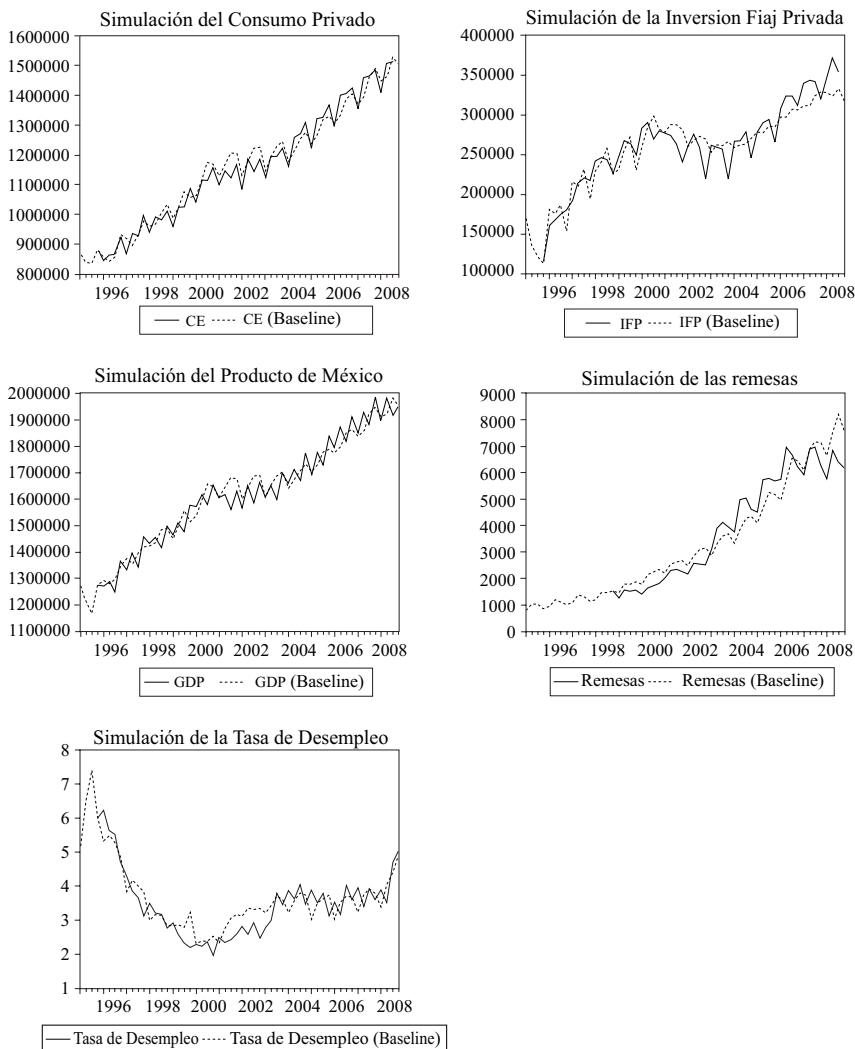 Simulación del Consumo Privado
1600000
1500000
1400000
1300000
1200000
1100000
1000000
900000
800000
1996 1998 2000 2002 2004 2006 2008
CE CE (Baseline)
Simulación de la Inversion Fiaj Privada
400000
350000
300000
250000
200000
150000
100000
1996 1998 2000 2002 2004 2006 2008
IFP IFP (Baseline)
Simulación del Producto de México
2000000
1900000
1800000
1700000
1600000
1500000
1400000
1300000
1200000
1100000
1996 1998 2000 2002 2004 2006 2008
GDP GDP (Baseline)
Simulación de las remesas
9000
8000
7000
6000
5000
4000
3000
2000
1000
0
1996 1998 2000 2002 2004 2006 2008
Remesas Remesas (Baseline)
Simulación de la Tasa de Desempleo
8
7
6
5
4
3
2
1
1996 1998 2000 2002 2004 2006 2008
Tasa de Desempleo Tasa de Desempleo (Baseline)